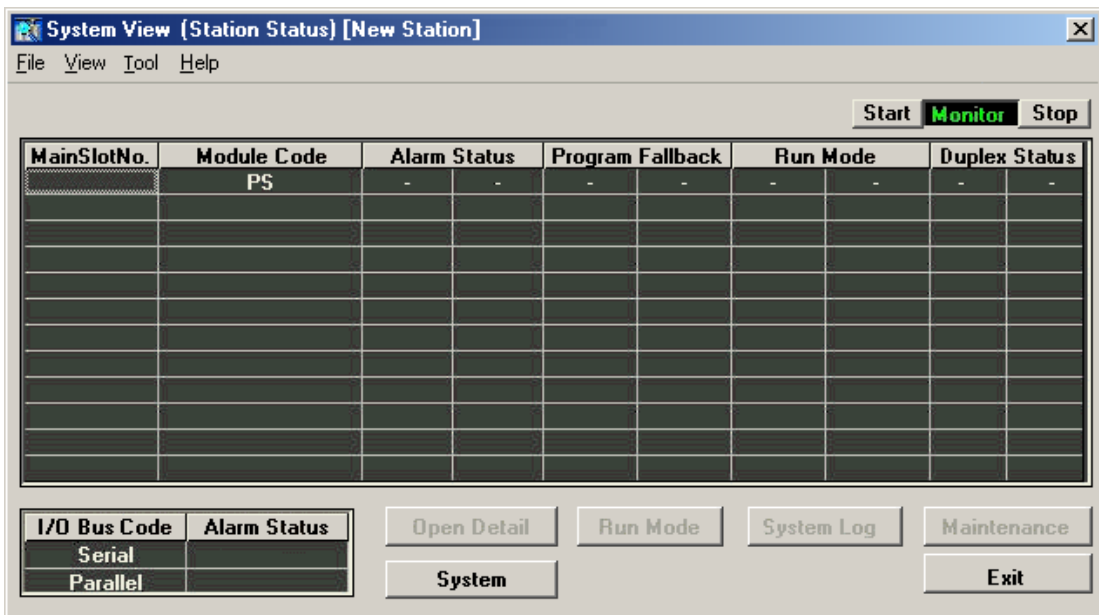 System View (Station Status) [New Station]
File View Tool Help
Start Monitor Stop
MainSlotNo. Module Code Alarm Status Program Fallback Run Mode Duplex Status
PS - - - - - - - -
I/O Bus Code Alarm Status
Serial
Parallel
Open Detail Run Mode System Log Maintenance
System Exit